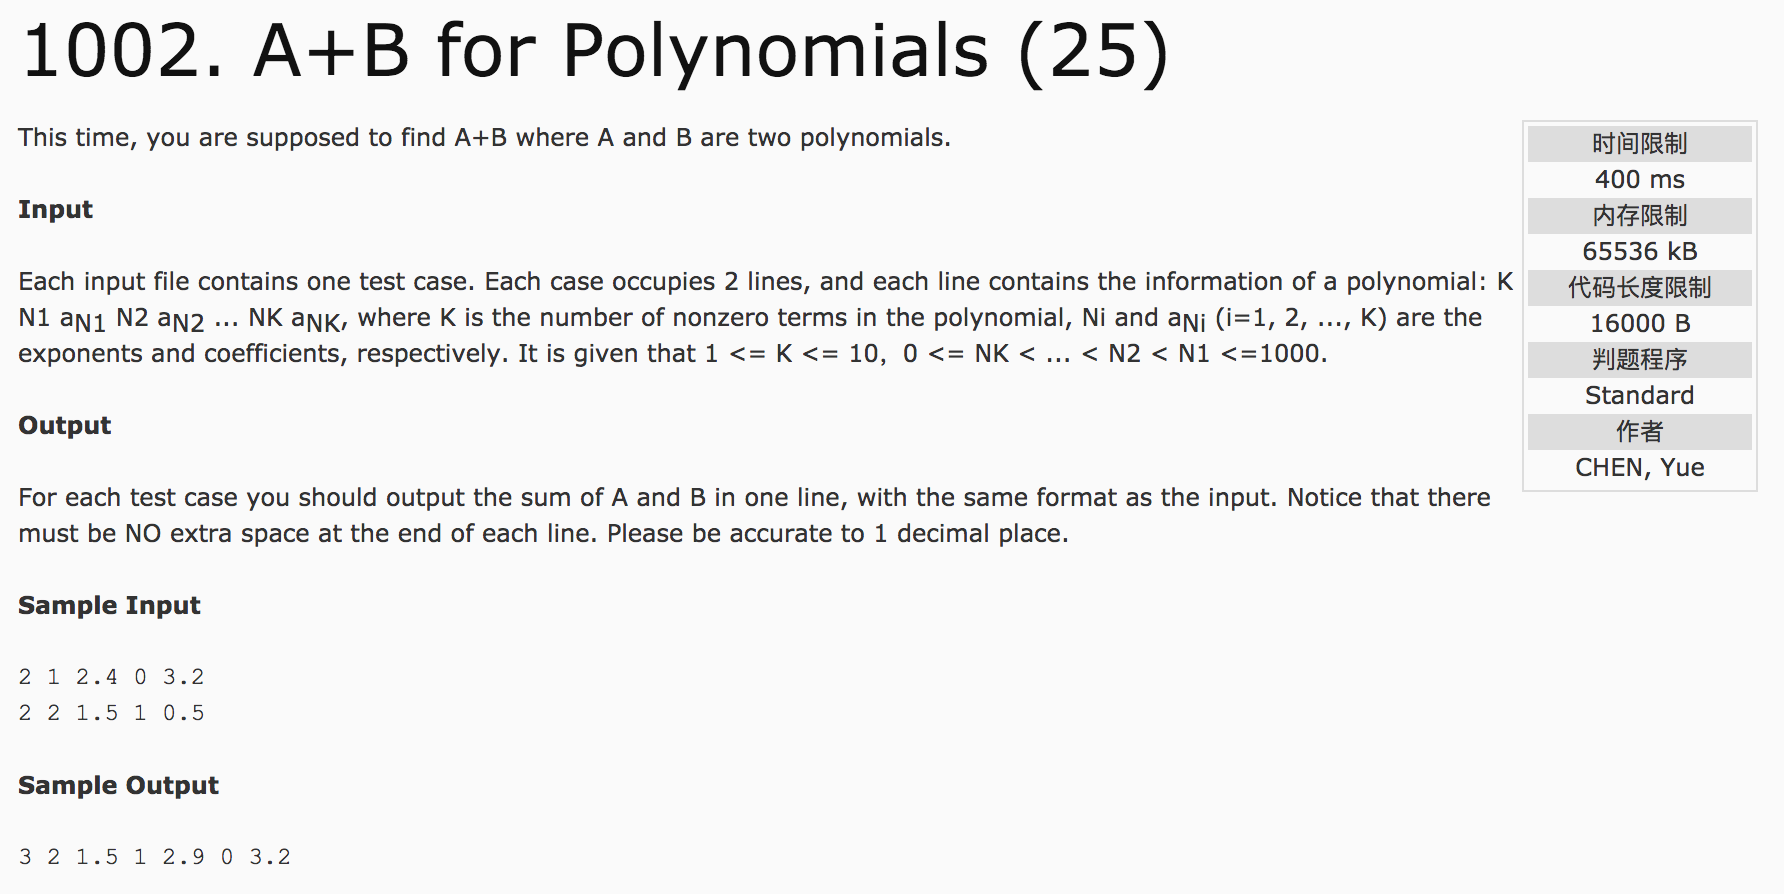 1002. A+B for Polynomials (25)
This time, you are supposed to find A+B where A and B are two polynomials.
时间限制
400 ms
内存限制
65536 kB
代码长度限制
16000 B
判题程序
Standard
作者
CHEN, Yue
Input
Each input file contains one test case. Each case occupies 2 lines, and each line contains the information of a polynomial: K
N1 aN1 N2 aN2 ... NK aNK, where K is the number of nonzero terms in the polynomial, Ni and aNi (i=1, 2, ..., K) are the
exponents and coefficients, respectively. It is given that 1 <= K <= 10, 0 <= NK < ... < N2 < N1 <=1000.
Output
For each test case you should output the sum of A and B in one line, with the same format as the input. Notice that there
must be NO extra space at the end of each line. Please be accurate to 1 decimal place.
Sample Input
2 1 2.4 0 3.2
2 2 1.5 1 0.5
Sample Output
3 2 1.5 1 2.9 0 3.2